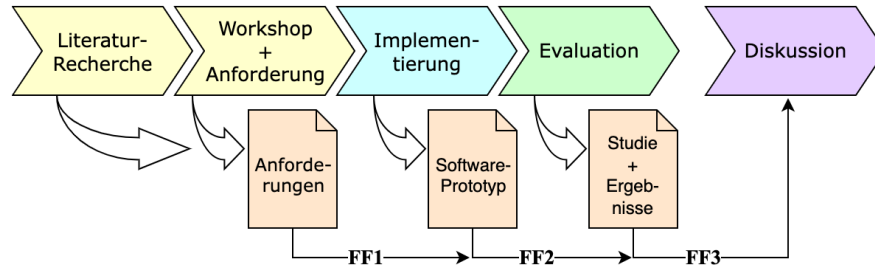 Literatur-
Recherche
Workshop
+
Anforderung
Implemen-
tierung
Evaluation
Diskussion
Anforde-
rungen
Software-
Prototyp
Studie
+
Ergeb-
nisse
FF1
FF2
FF3